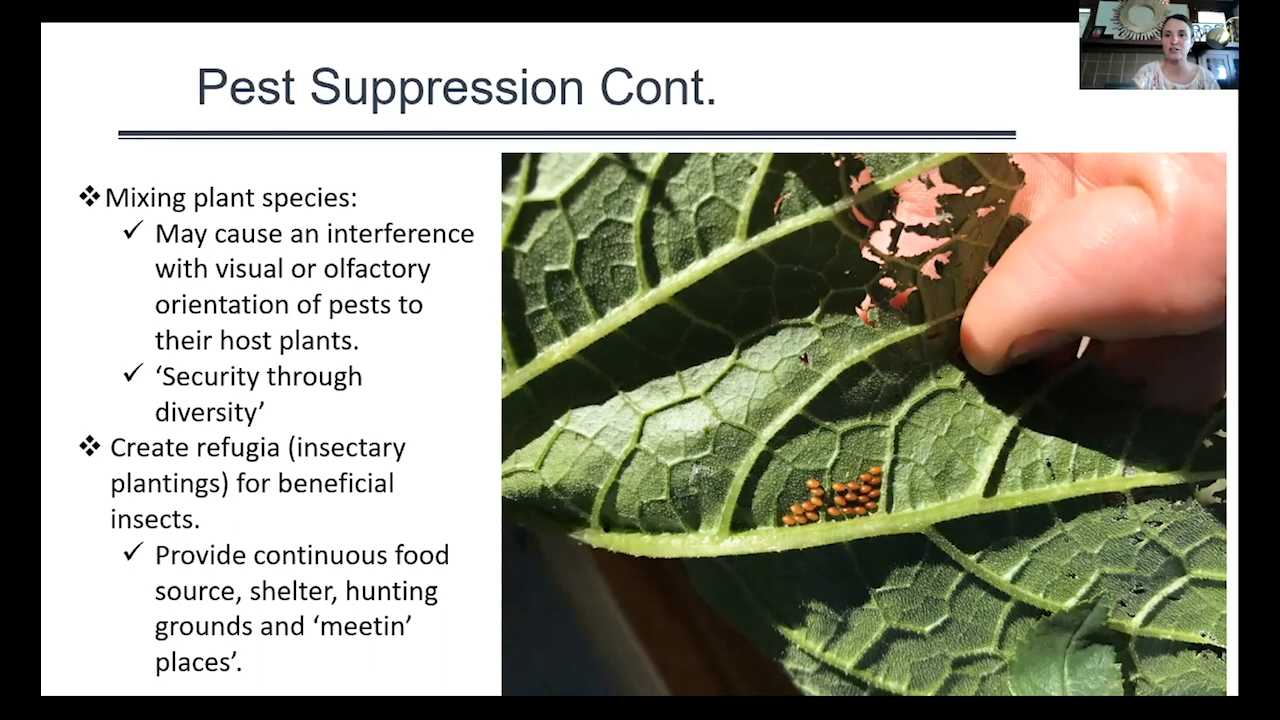 Pest Suppression Cont.
❖Mixing plant species:
✓ May cause an interference
with visual or olfactory
orientation of pests to
their host plants.
✓ ‘Security through
diversity’
❖ Create refugia (insectary
plantings) for beneficial
insects.
✓ Provide continuous food
source, shelter, hunting
grounds and ‘meetin’
places’.